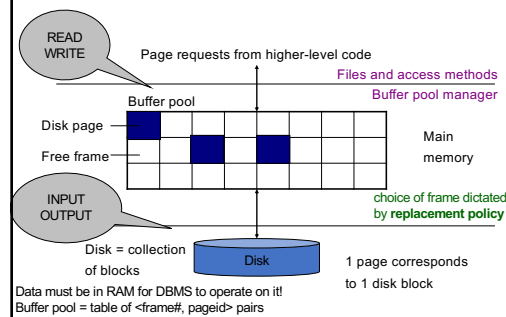 READ
WRITE
Page requests from higher-level code
Files and access methods
Buffer pool manager
Buffer pool
Disk page
Free frame
Main
memory
INPUT
OUTPUT
choice of frame dictated
by replacement policy
Disk = collection
of blocks
Disk
1 page corresponds
to 1 disk block
Data must be in RAM for DBMS to operate on it!
Buffer pool = table of <frame#, pageid> pairs